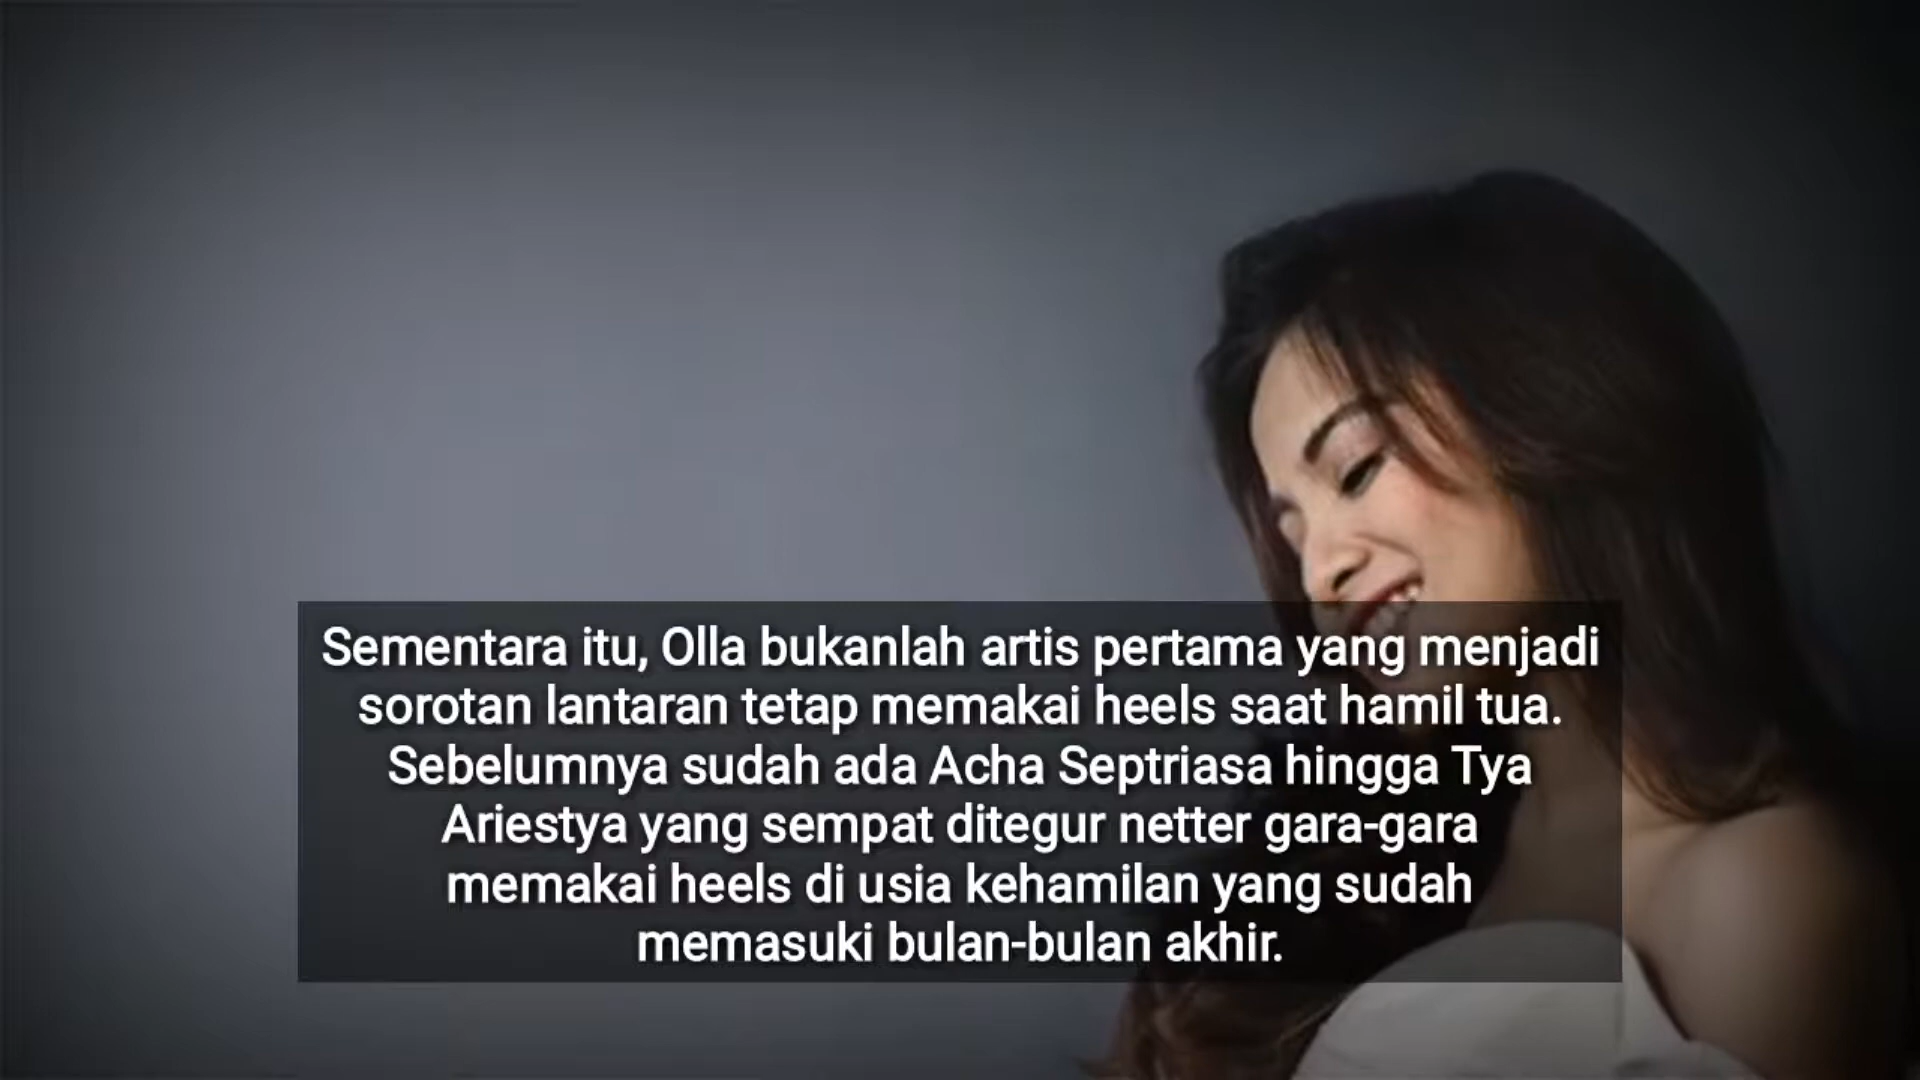 Sementara itu, Olla bukanlah artis pertama yang menjadi
sorotan lantaran tetap memakai heels saat hamil tua.
Sebelumnya sudah ada Acha Septriasa hingga Tya
Ariestya yang sempat ditegur netter gara-gara
memakai heels di usia kehamilan yang sudah
memasuki bulan-bulan akhir.